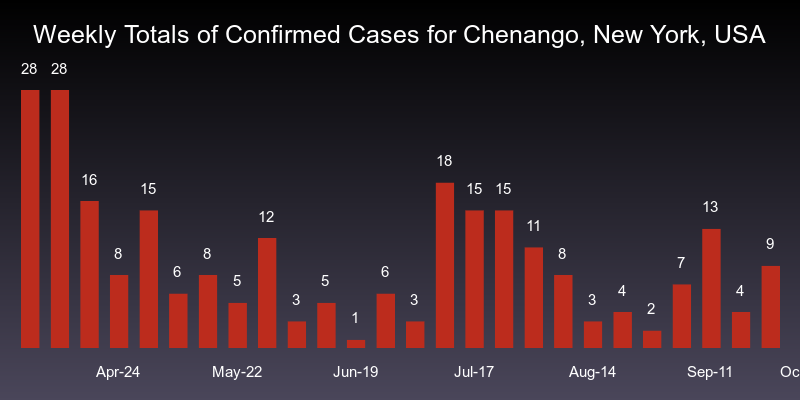 Weekly Totals of Confirmed Cases for Chenango, New York, USA
28 28 16 8 15 6 8 5 12 3 5 1 6 3 18 15 15 11 8 3 4 2 7 13 4 9
Apr-24 May-22 Jun-19 Jul-17 Aug-14 Sep-11 Oc